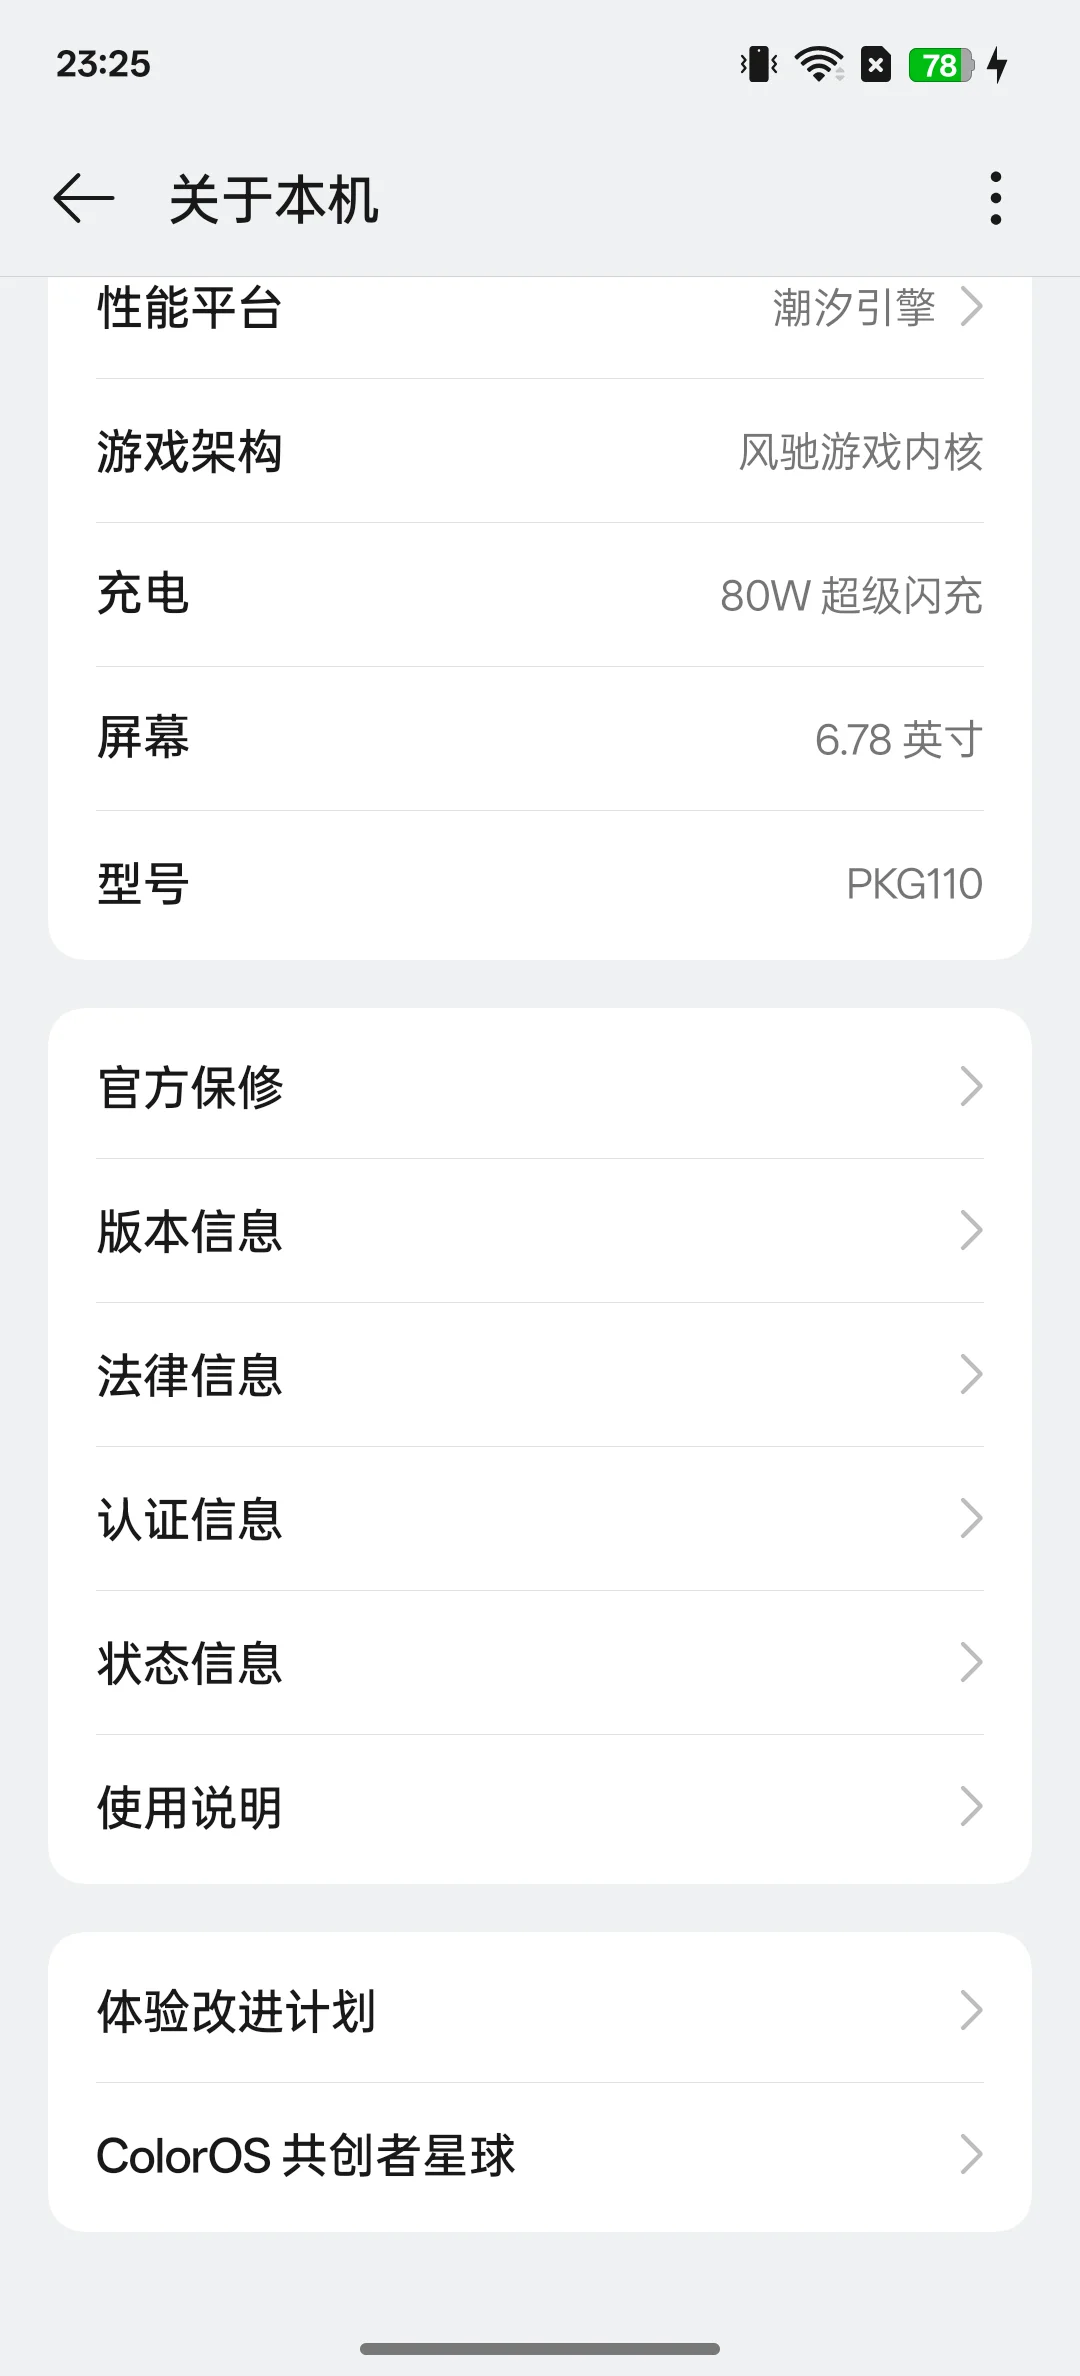 23:25
78
关于本机
性能平台 潮汐引擎
游戏架构 风驰游戏内核
充电 80W 超级闪充
屏幕 6.78 英寸
型号 PKG110
官方保修
版本信息
法律信息
认证信息
状态信息
使用说明
体验改进计划
ColorOS 共创者星球